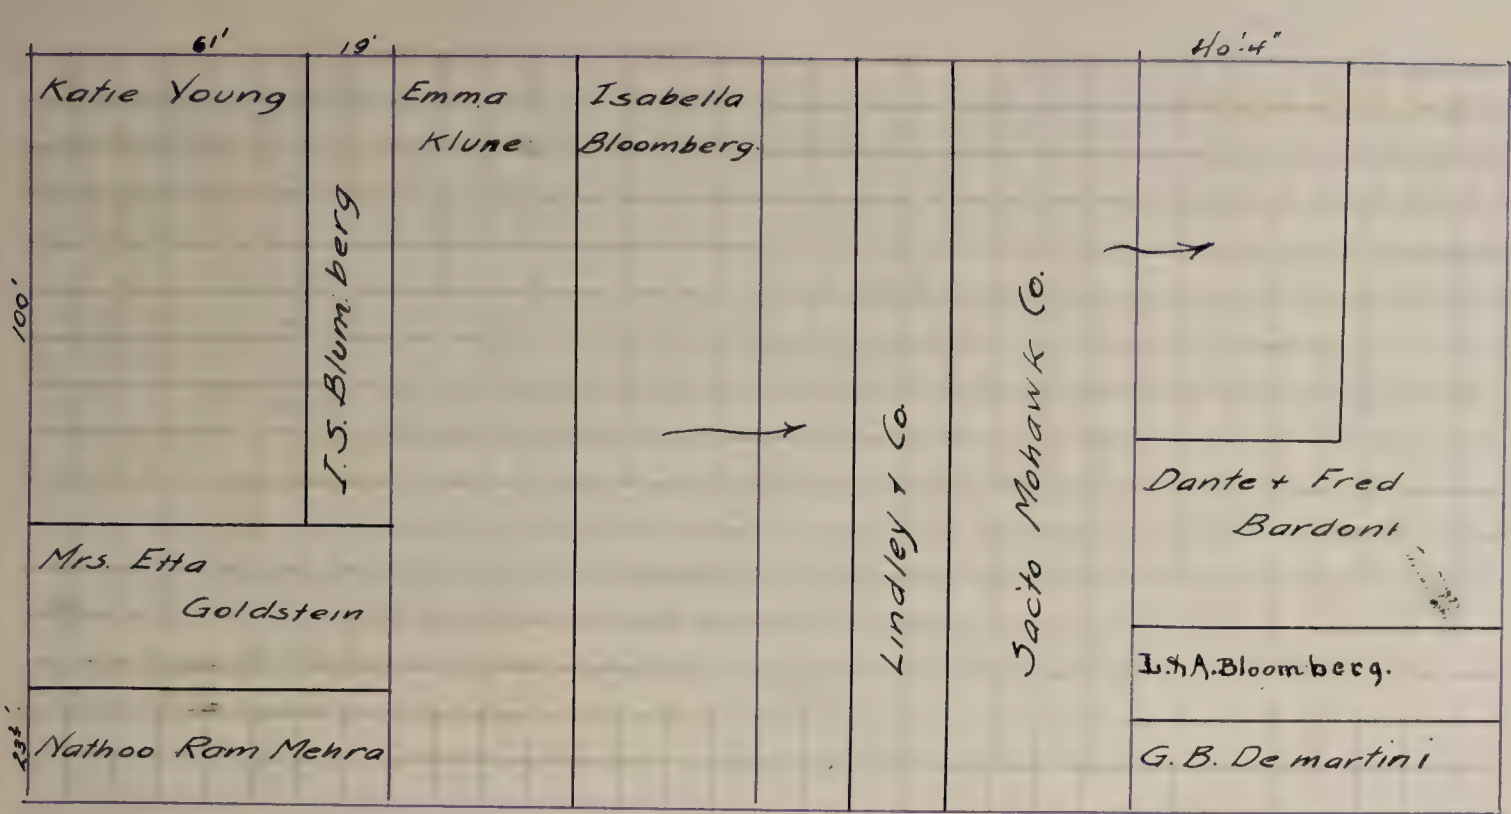 61'
19'
40'.4"
Katie Young
Emma
Klune
Isabella
Bloomberg.
I.S. Blumberg
100'
Lindley & Co.
Sacto Mohawk Co.
Dante & Fred
Bardoni
Mrs. Etta
Goldstein
L.&A. Bloomberg.
Nathoo Ram Mehra
G.B. Demartini